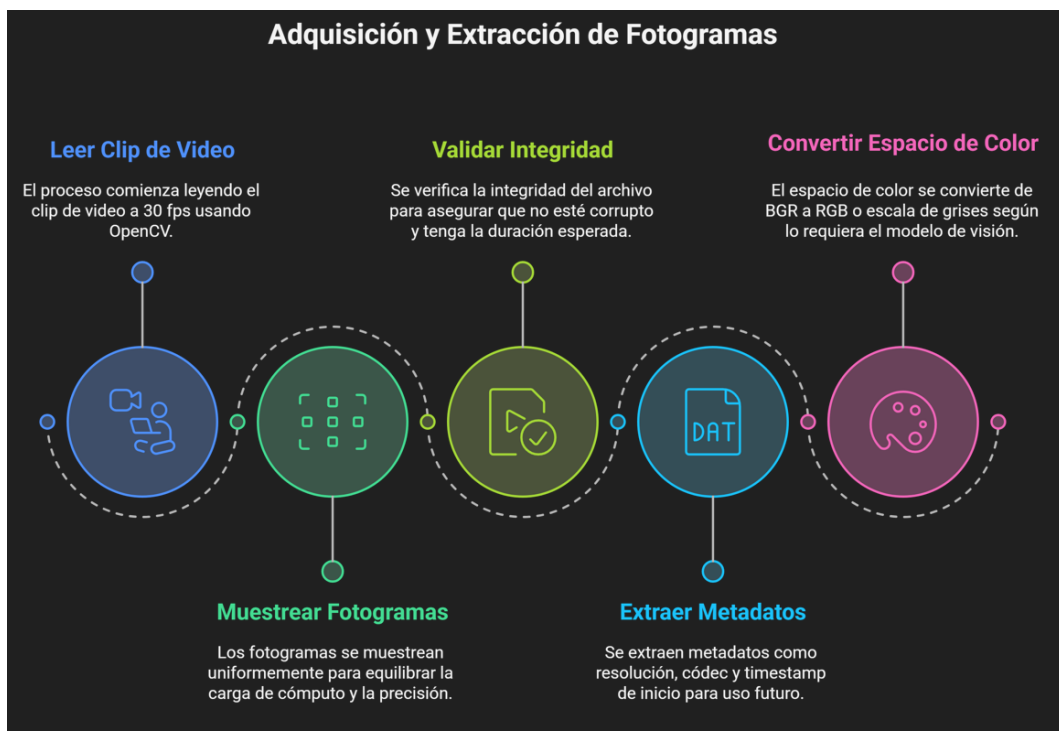 Adquisición y Extracción de Fotogramas
Leer Clip de Video
El proceso comienza leyendo el
clip de video a 30 fps usando
OpenCV.
Muestrear Fotogramas
Los fotogramas se muestrean
uniformemente para equilibrar la
carga de cómputo y la precisión.
Validar Integridad
Se verifica la integridad del archivo
para asegurar que no esté corrupto
y tenga la duración esperada.
DAT
Extraer Metadatos
Se extraen metadatos como
resolución, códec y timestamp
de inicio para uso futuro.
Convertir Espacio de Color
El espacio de color se convierte de
BGR a RGB o escala de grises según
lo requiera el modelo de visión.